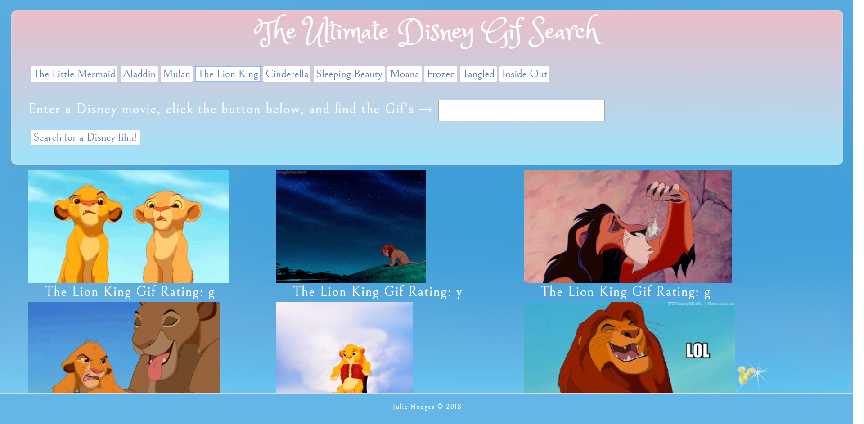 The Ultimate Disney Gif Search
The Little Mermaid Aladdin Mulan The Lion King Cinderella Sleeping Beauty Moana Frozen Tangled Inside Out
Enter a Disney movie, click the button below, and find the Gif's →
Search for a Disney film!
The Lion King Gif Rating: g The Lion King Gif Rating: y The Lion King Gif Rating: g
LOL
Julie Hoeges © 2018